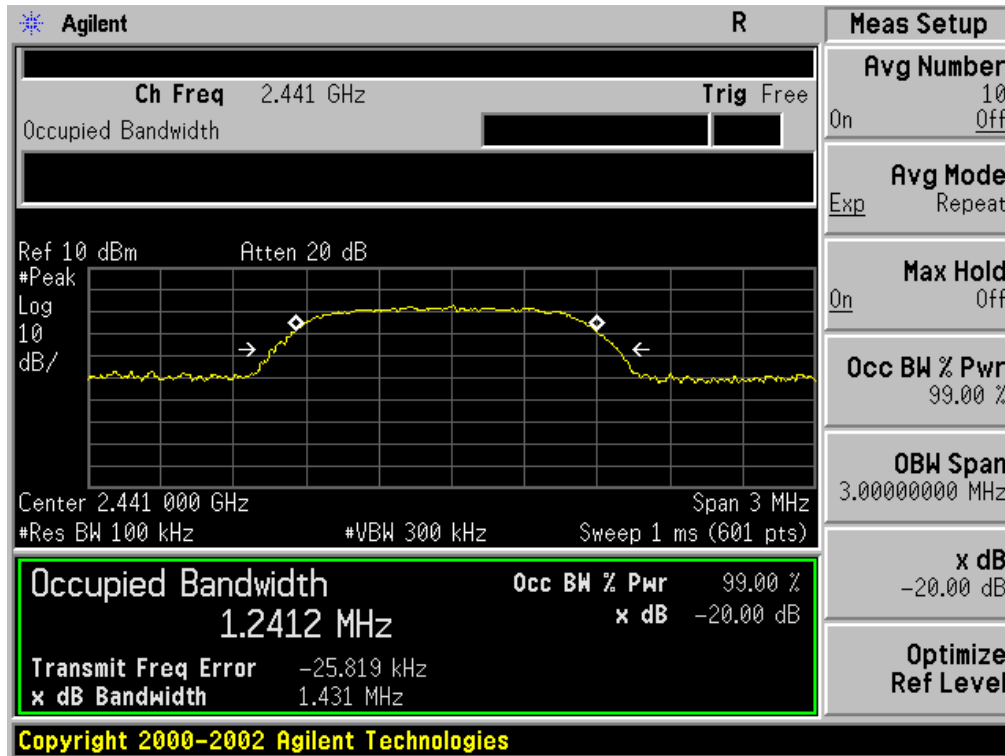 Agilent R Meas Setup
Ch Freq 2.441 GHz Trig Free
Occupied Bandwidth
Avg Number
10
On Off
Avg Mode
Exp Repeat
Max Hold
On Off
Occ BW % Pwr
99.00 %
OBW Span
3.00000000 MHz
x dB
-20.00 dB
Optimize
Ref Level
Ref 10 dBm Atten 20 dB
#Peak
Log
10
dB/
Center 2.441 000 GHz Span 3 MHz
#Res BW 100 kHz #VBW 300 kHz Sweep 1 ms (601 pts)
Occupied Bandwidth Occ BW % Pwr 99.00 %
1.2412 MHz x dB -20.00 dB
Transmit Freq Error -25.819 kHz
x dB Bandwidth 1.431 MHz
Copyright 2000-2002 Agilent Technologies